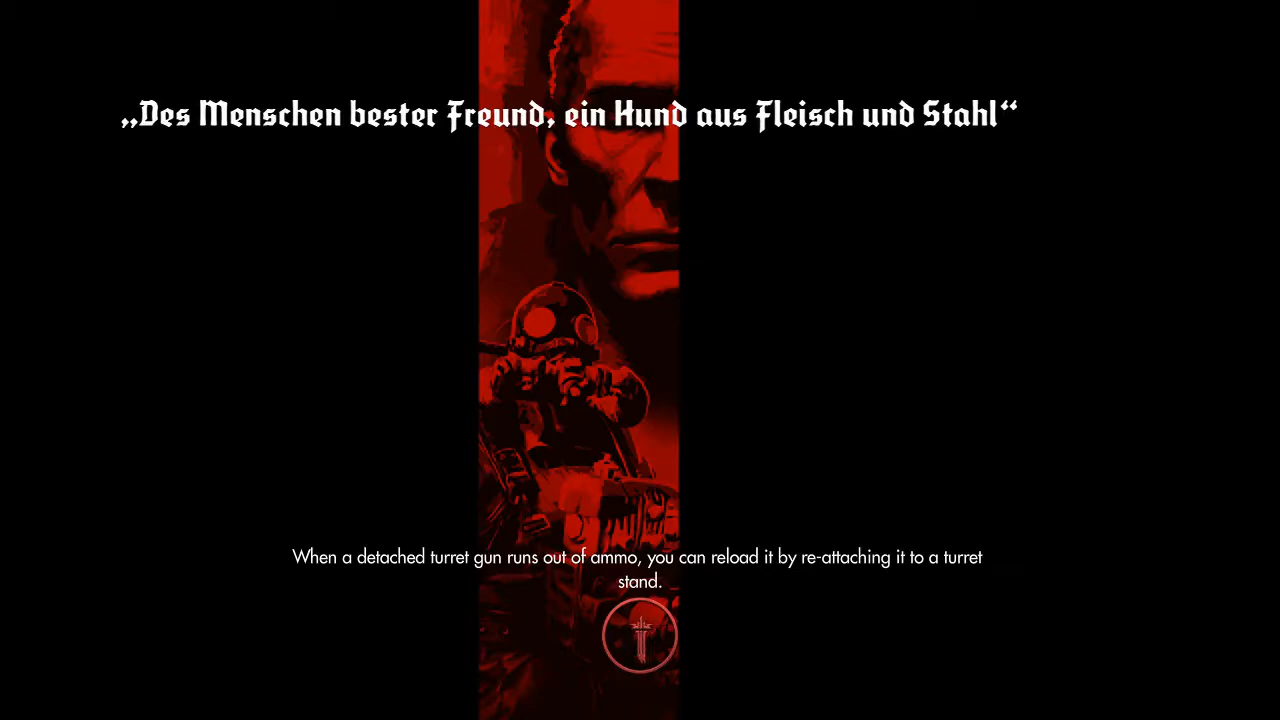 „Des Menschen bester Freund, ein Hund aus Fleisch und Stahl“
When a detached turret gun runs out of ammo, you can reload it by re-attaching it to a turret
stand.